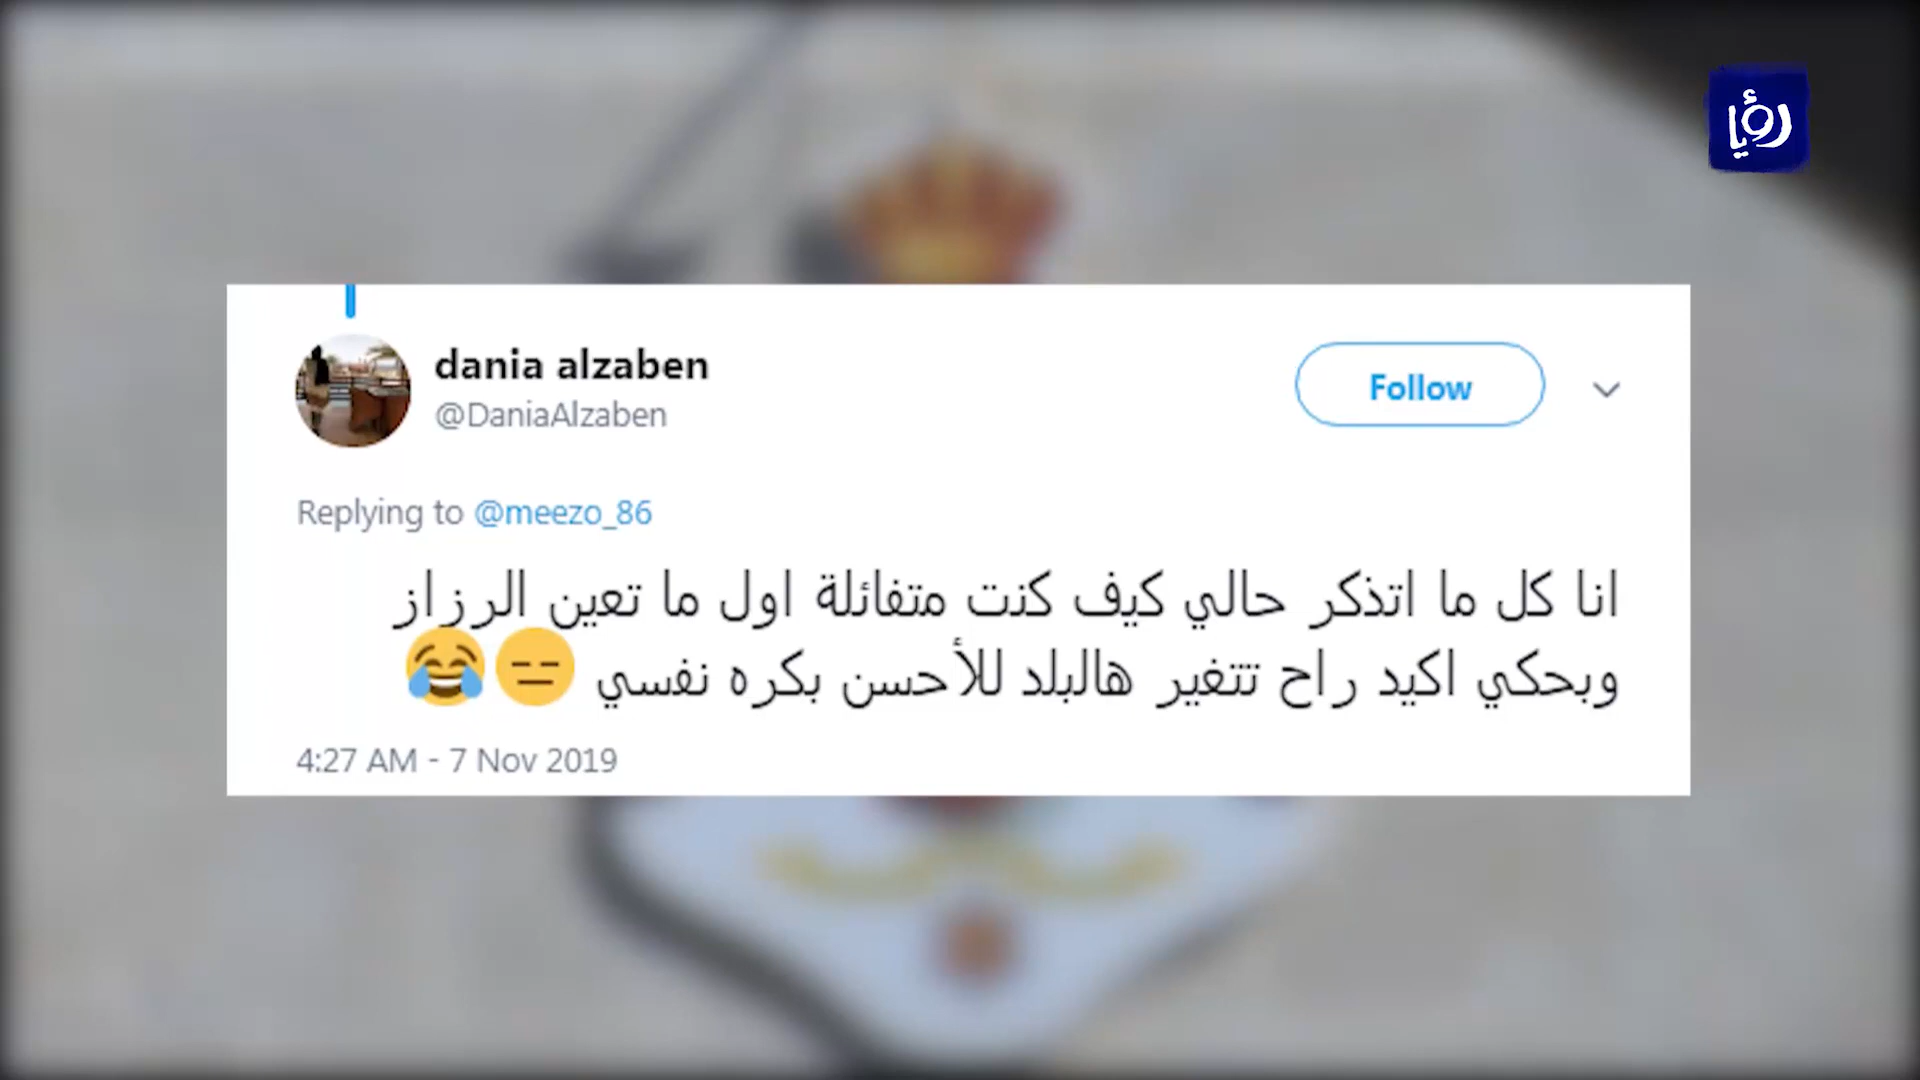 رؤيا
dania alzaben
@DaniaAlzaben
Follow
Replying to @meezo_86
انا كل ما اتذكر حالي كيف كنت متفائلة اول ما تعين الرزاز
وبحكي اكيد راح تتغير هالبلد للأحسن بكره نفسي 😑😂
4:27 AM - 7 Nov 2019